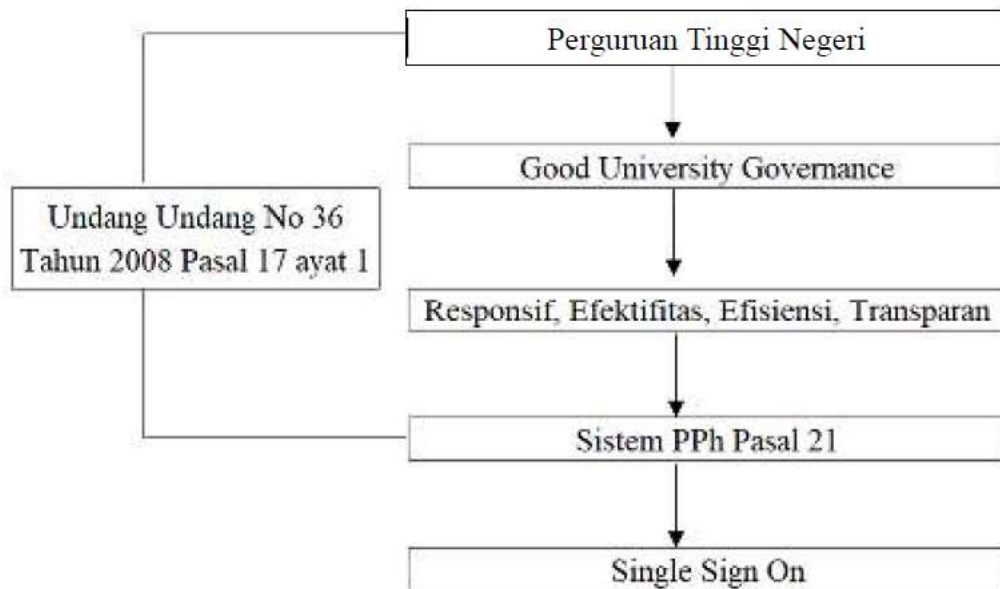 Perguruan Tinggi Negeri
Good University Governance
Undang Undang No 36
Tahun 2008 Pasal 17 ayat 1
Responsif, Efektifitas, Efisiensi, Transparan
Sistem PPh Pasal 21
Single Sign On